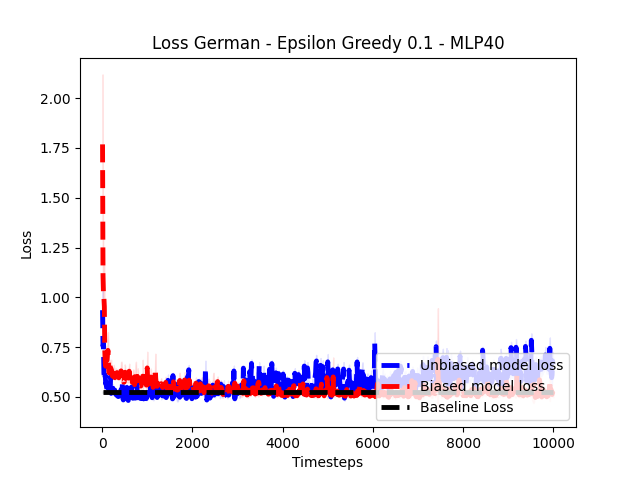 Loss German - Epsilon Greedy 0.1 - MLP40
2.00
1.75
1.50
1.25
1.00
0.75
0.50
Loss
Unbiased model loss
Biased model loss
Baseline Loss
0
2000
4000
6000
8000
10000
Timesteps